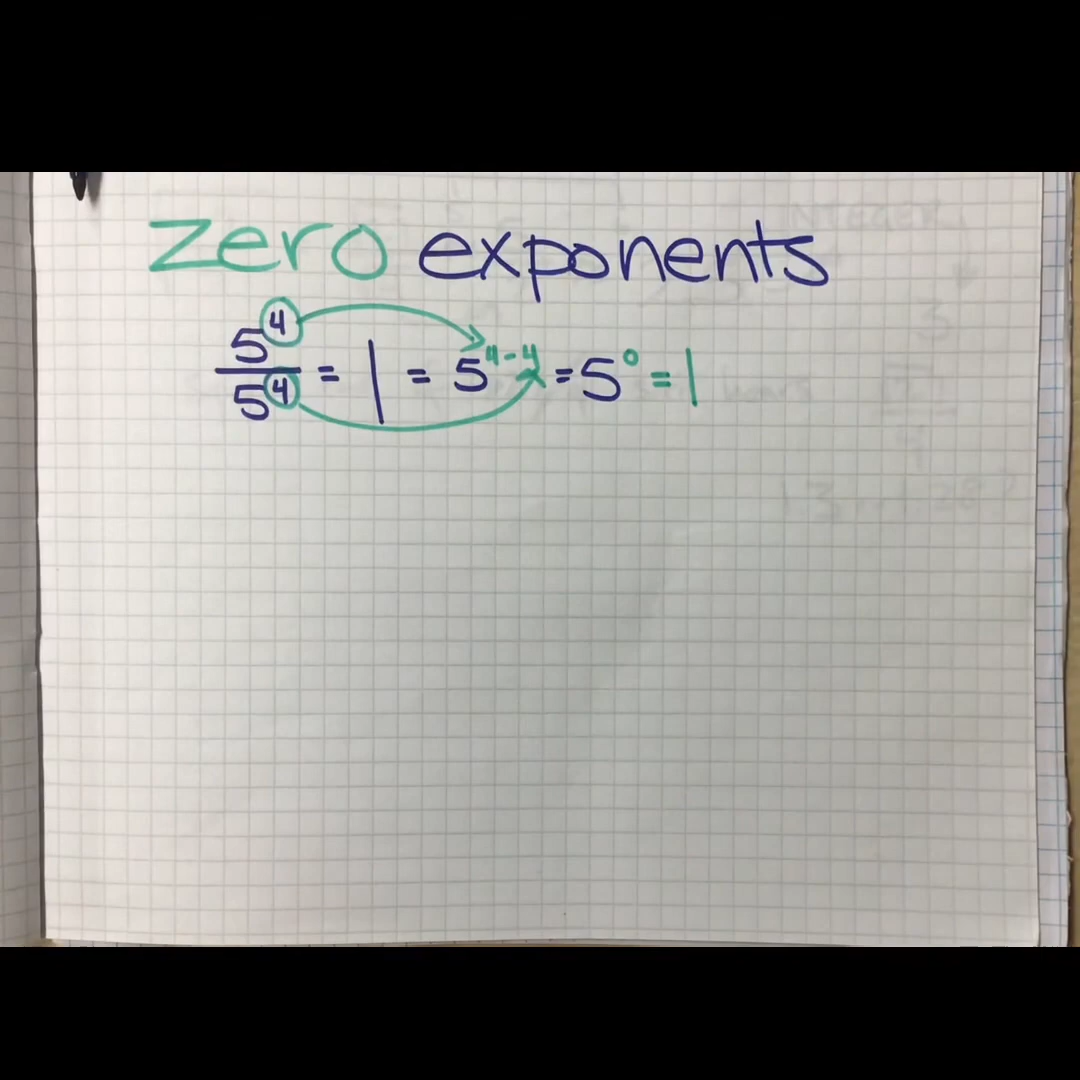 zero exponents
5⁴/5⁴ = 1 = 5⁴⁻⁴ = 5⁰ = 1